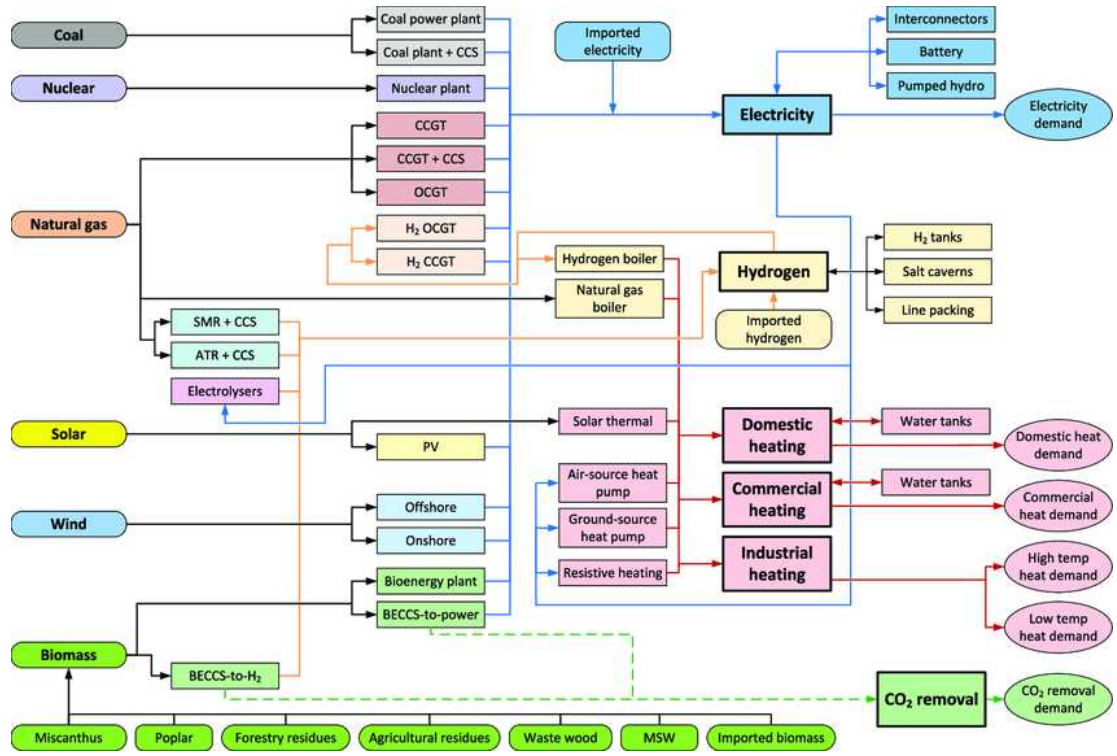 Coal
Nuclear
Natural gas
Solar
Wind
Biomass
Coal power plant
Coal plant + CCS
Nuclear plant
CCGT
CCGT + CCS
OCGT
H₂ OCGT
H₂ CCGT
SMR + CCS
ATR + CCS
Electrolysers
PV
Offshore
Onshore
Bioenergy plant
BECCS-to-power
BECCS-to-H₂
Imported
electricity
Hydrogen boiler
Natural gas
boiler
Solar thermal
Air-source heat
pump
Ground-source
heat pump
Resistive heating
Electricity
Hydrogen
Imported
hydrogen
Domestic
heating
Commercial
heating
Industrial
heating
CO₂ removal
Interconnectors
Battery
Pumped hydro
H₂ tanks
Salt caverns
Line packing
Water tanks
Water tanks
Electricity
demand
Domestic heat
demand
Commercial
heat demand
High temp
heat demand
Low temp
heat demand
CO₂ removal
demand
Miscanthus
Poplar
Forestry residues
Agricultural residues
Waste wood
MSW
Imported biomass